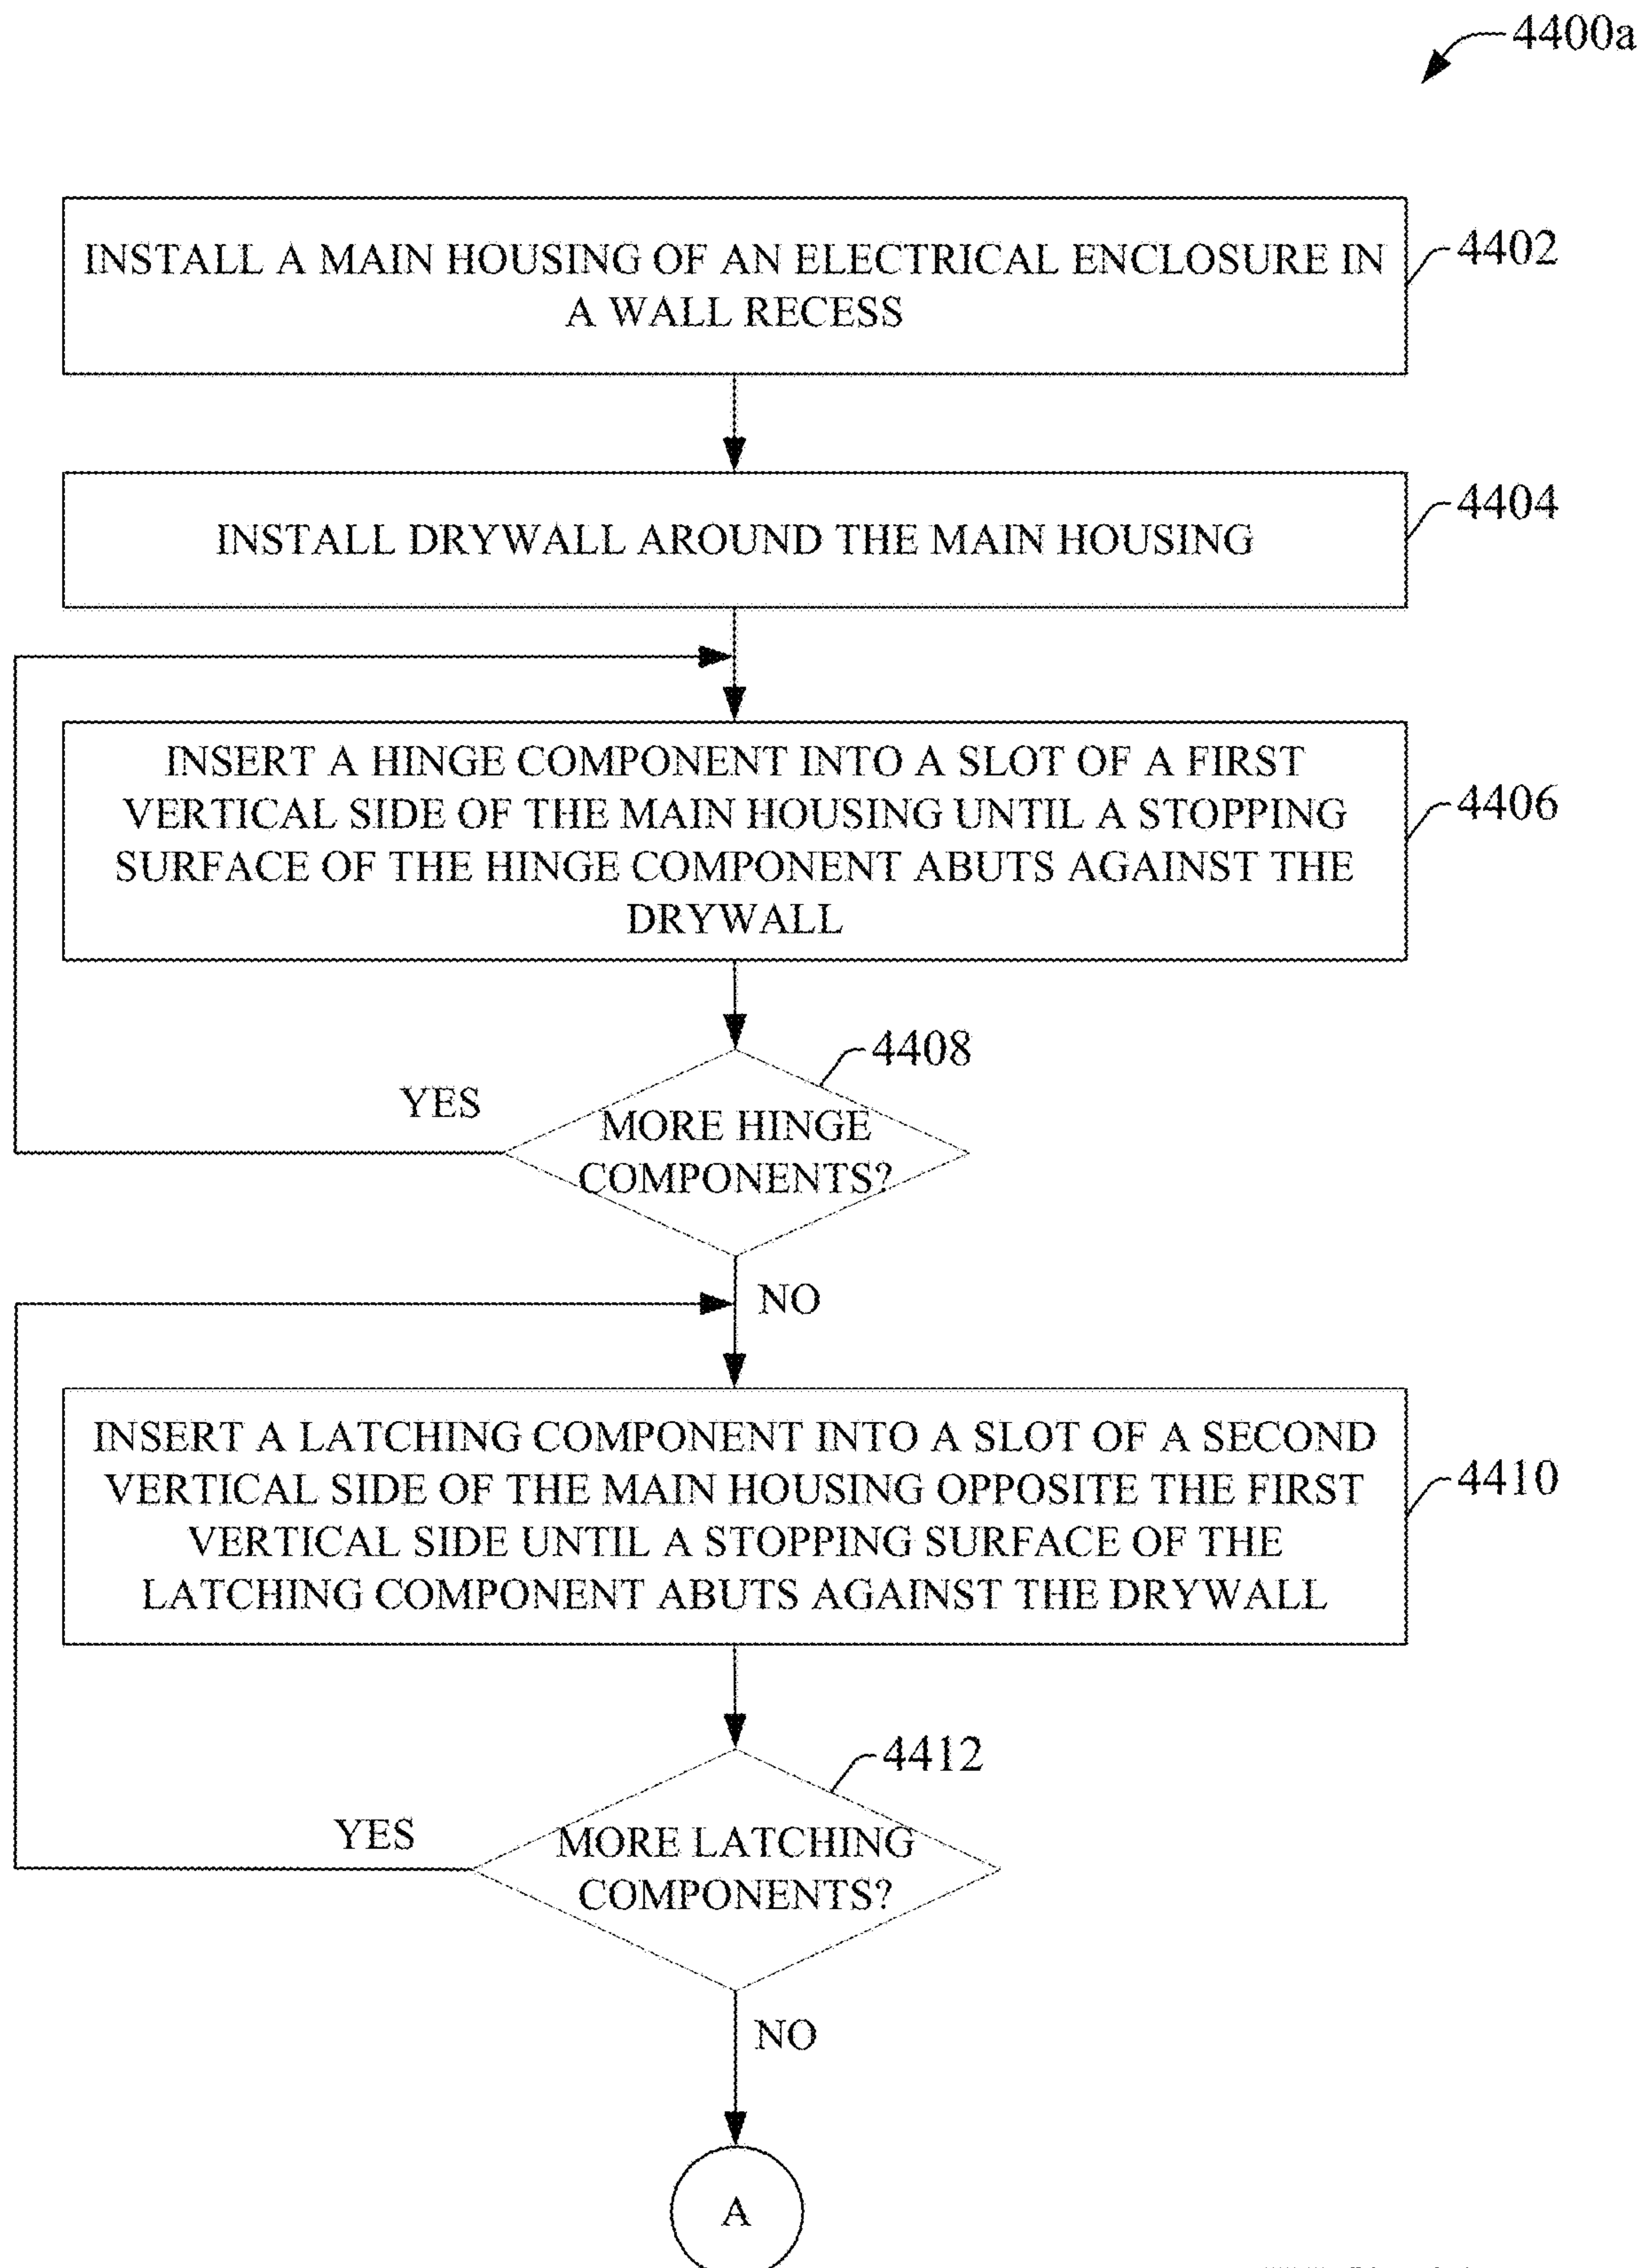 4400a
INSTALL A MAIN HOUSING OF AN ELECTRICAL ENCLOSURE IN
A WALL RECESS
4402
INSTALL DRYWALL AROUND THE MAIN HOUSING
4404
INSERT A HINGE COMPONENT INTO A SLOT OF A FIRST
VERTICAL SIDE OF THE MAIN HOUSING UNTIL A STOPPING
SURFACE OF THE HINGE COMPONENT ABUTS AGAINST THE
DRYWALL
4406
4408
YES
MORE HINGE
COMPONENTS?
NO
INSERT A LATCHING COMPONENT INTO A SLOT OF A SECOND
VERTICAL SIDE OF THE MAIN HOUSING OPPOSITE THE FIRST
VERTICAL SIDE UNTIL A STOPPING SURFACE OF THE
LATCHING COMPONENT ABUTS AGAINST THE DRYWALL
4410
4412
YES
MORE LATCHING
COMPONENTS?
NO
A